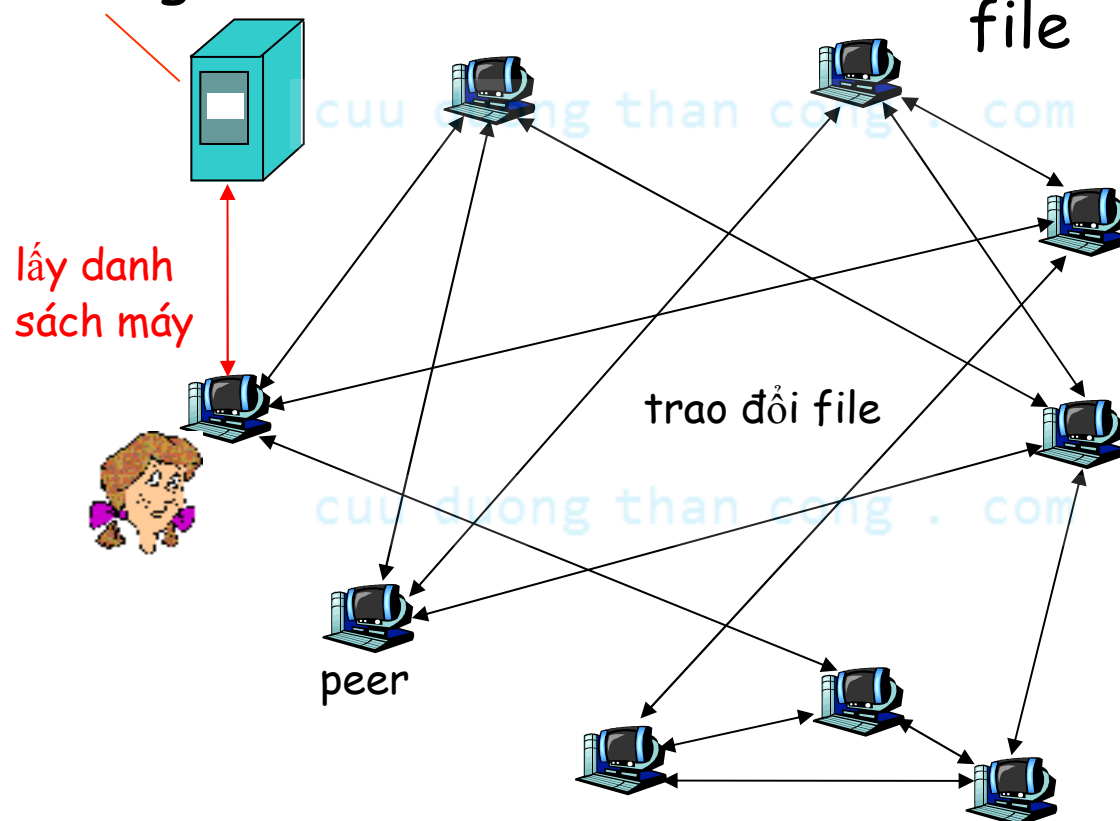 file
cuu duong than cong . com
lấy danh
sách máy
trao đổi file
cuu duong than cong . com
peer